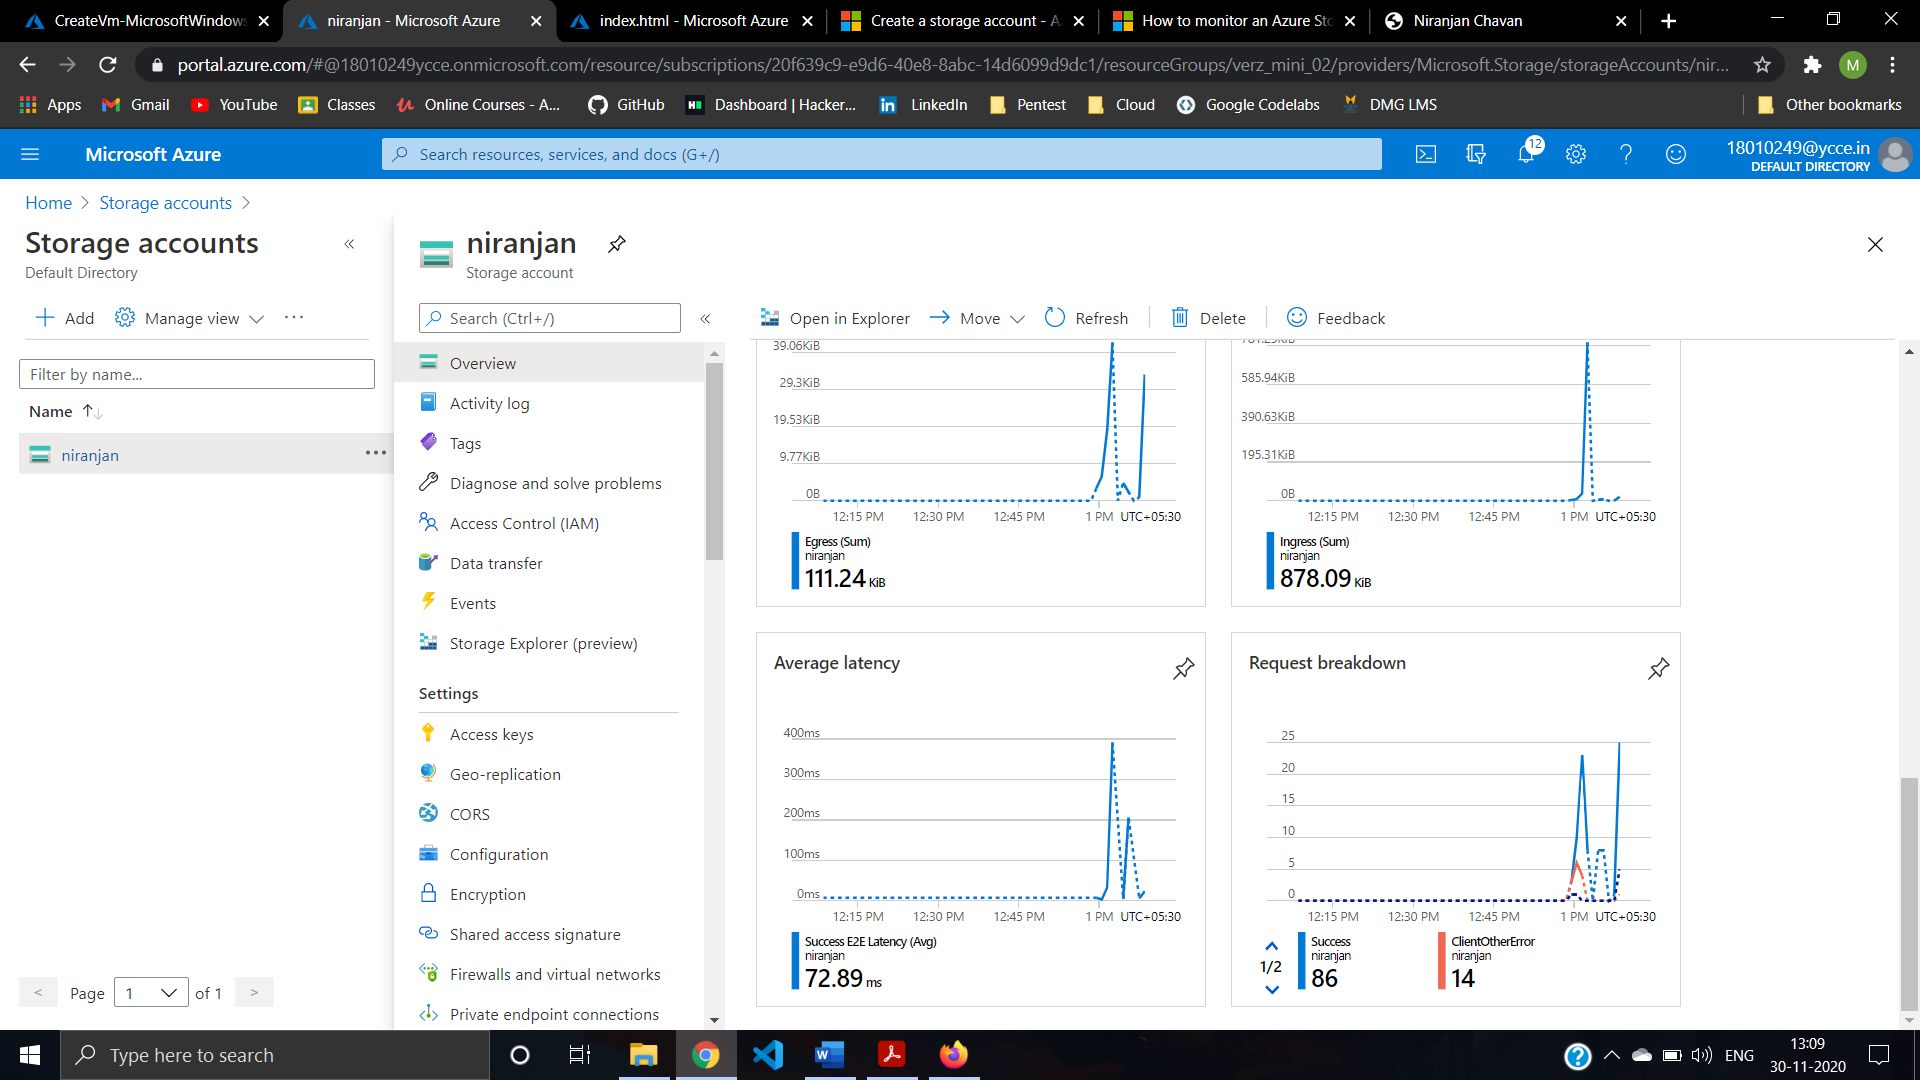 CreateVm-MicrosoftWindows
niranjan - Microsoft Azure
index.html - Microsoft Azure
Create a storage account - A
How to monitor an Azure Sto
Niranjan Chavan
portal.azure.com/#@18010249ycce.onmicrosoft.com/resource/subscriptions/20f639c9-e9d6-40e8-8abc-14d6099d9dc1/resourceGroups/verz_mini_02/providers/Microsoft.Storage/storageAccounts/nir...
M
Apps
Gmail
YouTube
Classes
Online Courses - A...
GitHub
Dashboard | Hacker...
LinkedIn
Pentest
Cloud
Google Codelabs
DMG LMS
Other bookmarks
Microsoft Azure
Search resources, services, and docs (G+/)
12
18010249@ycce.in
DEFAULT DIRECTORY
Home > Storage accounts >
Storage accounts
Default Directory
Add
Manage view
Filter by name...
Name
niranjan
Page 1 of 1
niranjan
Storage account
Search (Ctrl+/)
Overview
Activity log
Tags
Diagnose and solve problems
Access Control (IAM)
Data transfer
Events
Storage Explorer (preview)
Settings
Access keys
Geo-replication
CORS
Configuration
Encryption
Shared access signature
Firewalls and virtual networks
Private endpoint connections
Open in Explorer
Move
Refresh
Delete
Feedback
39.06KiB
29.3KiB
19.53KiB
9.77KiB
0B
12:15 PM 12:30 PM 12:45 PM 1 PM UTC+05:30
Egress (Sum)
niranjan
111.24 KiB
585.94KiB
390.63KiB
195.31KiB
0B
12:15 PM 12:30 PM 12:45 PM 1 PM UTC+05:30
Ingress (Sum)
niranjan
878.09 KiB
Average latency
400ms
300ms
200ms
100ms
0ms
12:15 PM 12:30 PM 12:45 PM 1 PM UTC+05:30
Success E2E Latency (Avg)
niranjan
72.89 ms
Request breakdown
25
20
15
10
5
0
12:15 PM 12:30 PM 12:45 PM 1 PM UTC+05:30
1/2
Success
niranjan
86
ClientOtherError
niranjan
14
Type here to search
ENG
13:09
30-11-2020